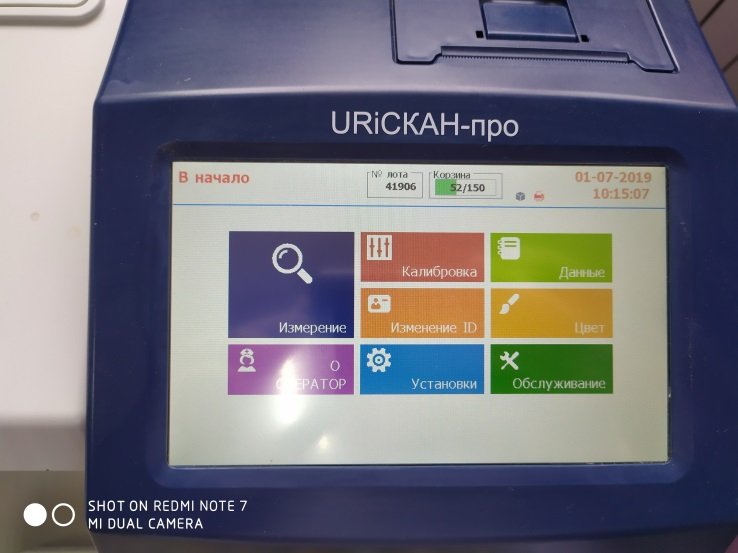 URiСКАН-про
В начало
№ лота
41906
Корзина
52/150
01-07-2019
10:15:07
Измерение
Калибровка
Данные
Изменение ID
Цвет
О
ОПЕРАТОР
Установки
Обслуживание
SHOT ON REDMI NOTE 7
MI DUAL CAMERA